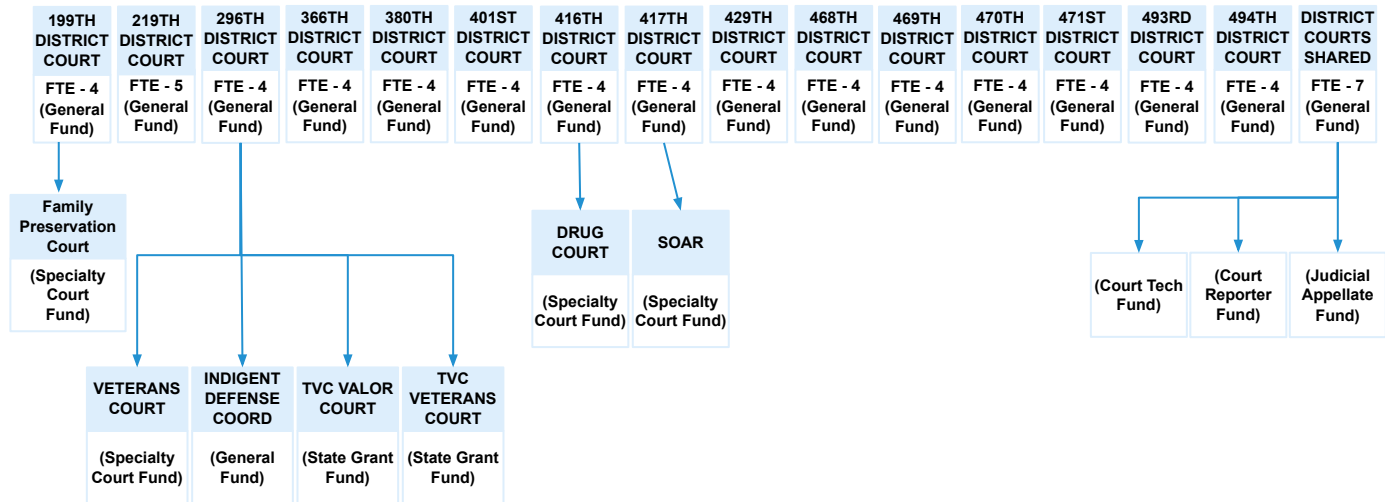 199TH
DISTRICT
COURT
FTE - 4
(General
Fund)
219TH
DISTRICT
COURT
FTE - 5
(General
Fund)
296TH
DISTRICT
COURT
FTE - 4
(General
Fund)
366TH
DISTRICT
COURT
FTE - 4
(General
Fund)
380TH
DISTRICT
COURT
FTE - 4
(General
Fund)
401ST
DISTRICT
COURT
FTE - 4
(General
Fund)
416TH
DISTRICT
COURT
FTE - 4
(General
Fund)
417TH
DISTRICT
COURT
FTE - 4
(General
Fund)
429TH
DISTRICT
COURT
FTE - 4
(General
Fund)
468TH
DISTRICT
COURT
FTE - 4
(General
Fund)
469TH
DISTRICT
COURT
FTE - 4
(General
Fund)
470TH
DISTRICT
COURT
FTE - 4
(General
Fund)
471ST
DISTRICT
COURT
FTE - 4
(General
Fund)
493RD
DISTRICT
COURT
FTE - 4
(General
Fund)
494TH
DISTRICT
COURT
FTE - 4
(General
Fund)
DISTRICT
COURTS
SHARED
FTE - 7
(General
Fund)
Family
Preservation
Court
(Specialty
Court
Fund)
DRUG
COURT
(Specialty
Court Fund)
SOAR
(Specialty
Court Fund)
(Court Tech
Fund)
(Court
Reporter
Fund)
(Judicial
Appellate
Fund)
VETERANS
COURT
(Specialty
Court Fund)
INDIGENT
DEFENSE
COORD
(General
Fund)
TVC VALOR
COURT
(State Grant
Fund)
TVC
VETERANS
COURT
(State Grant
Fund)